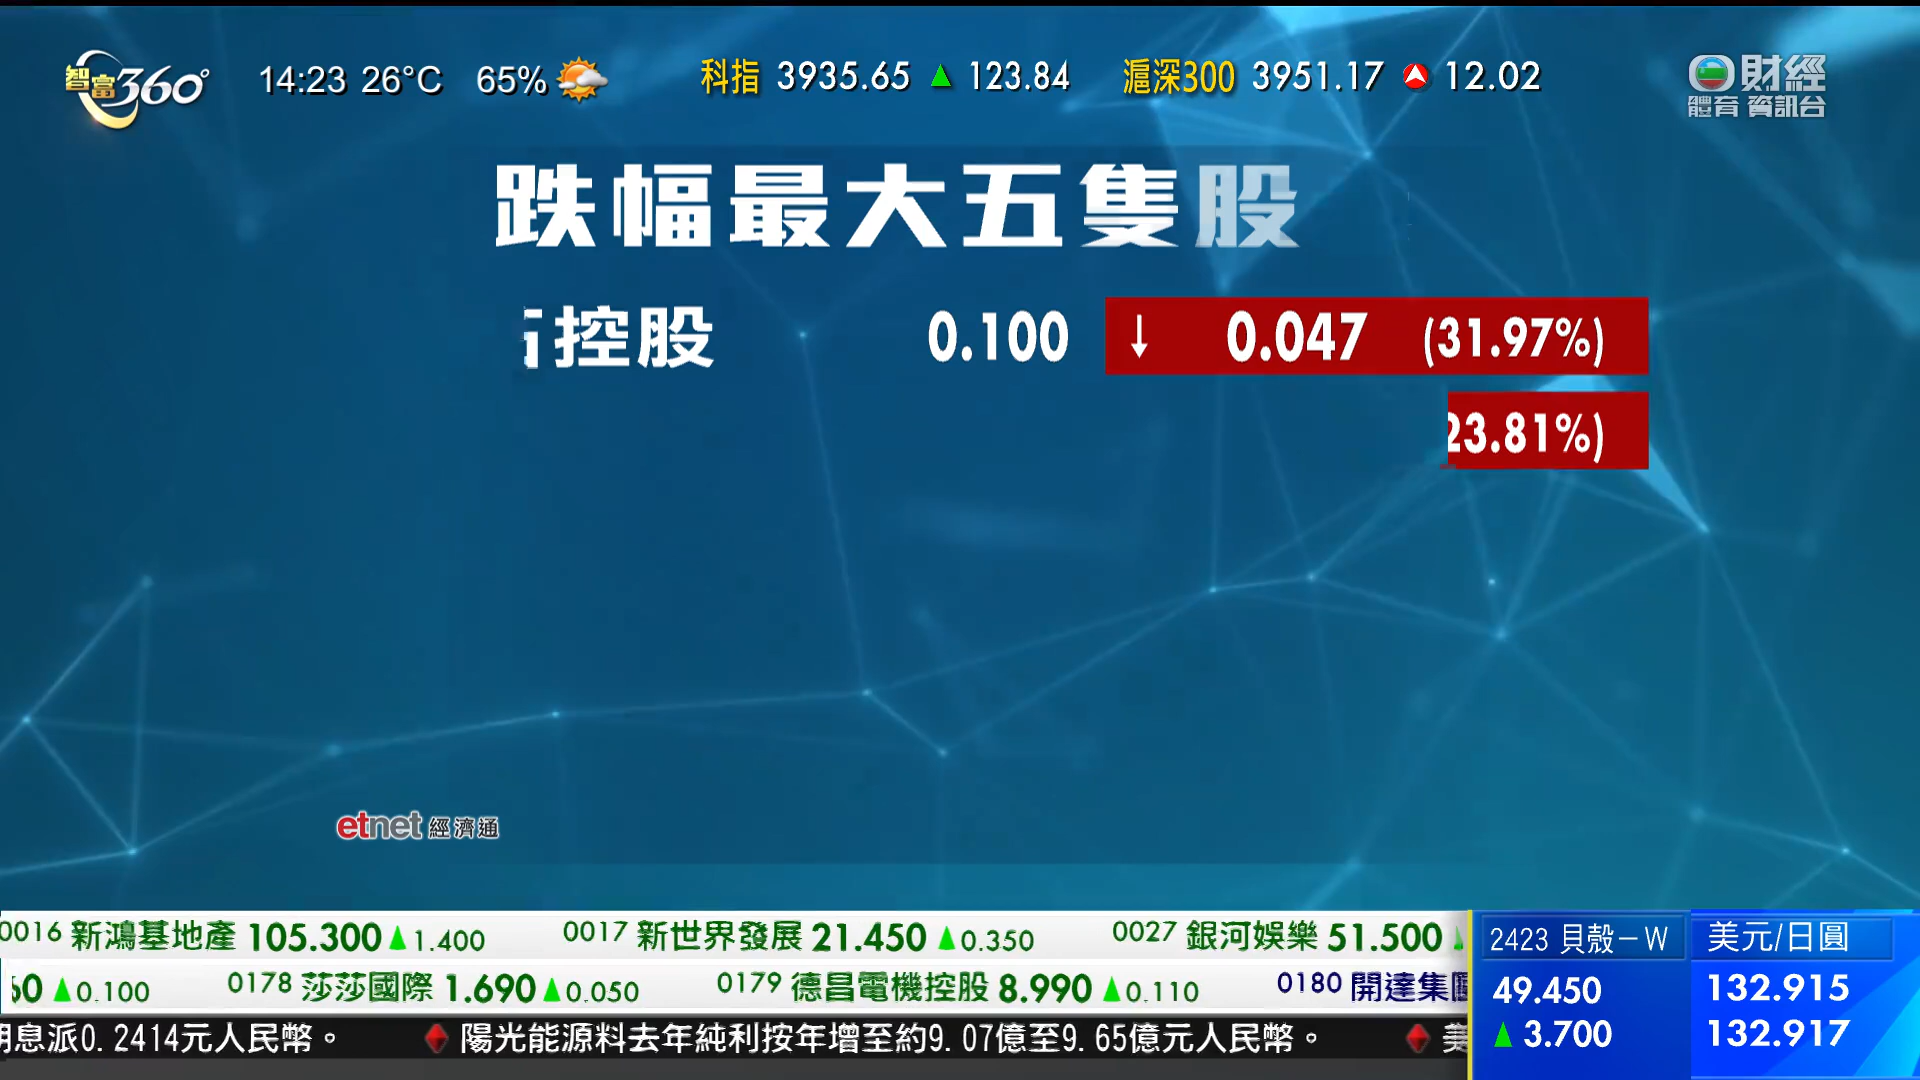 智富360°
14:23 26°C 65%
科指 3935.65 ▲ 123.84
滬深300 3951.17 ▲ 12.02
財經
體育 資訊台
跌幅最大五隻股
控股 0.100 ↓ 0.047 (31.97%)
23.81%)
etnet 經濟通
0016 新鴻基地產 105.300 ▲1.400 0017 新世界發展 21.450 ▲0.350 0027 銀河娛樂 51.500
▲0.100 0178 莎莎國際 1.690 ▲0.050 0179 德昌電機控股 8.990 ▲0.110 0180 開達集團
期息派0.2414元人民幣。 陽光能源料去年純利按年增至約9.07億至9.65億元人民幣。 美
2423 貝殼－W
49.450
▲ 3.700
美元/日圓
132.915
132.917